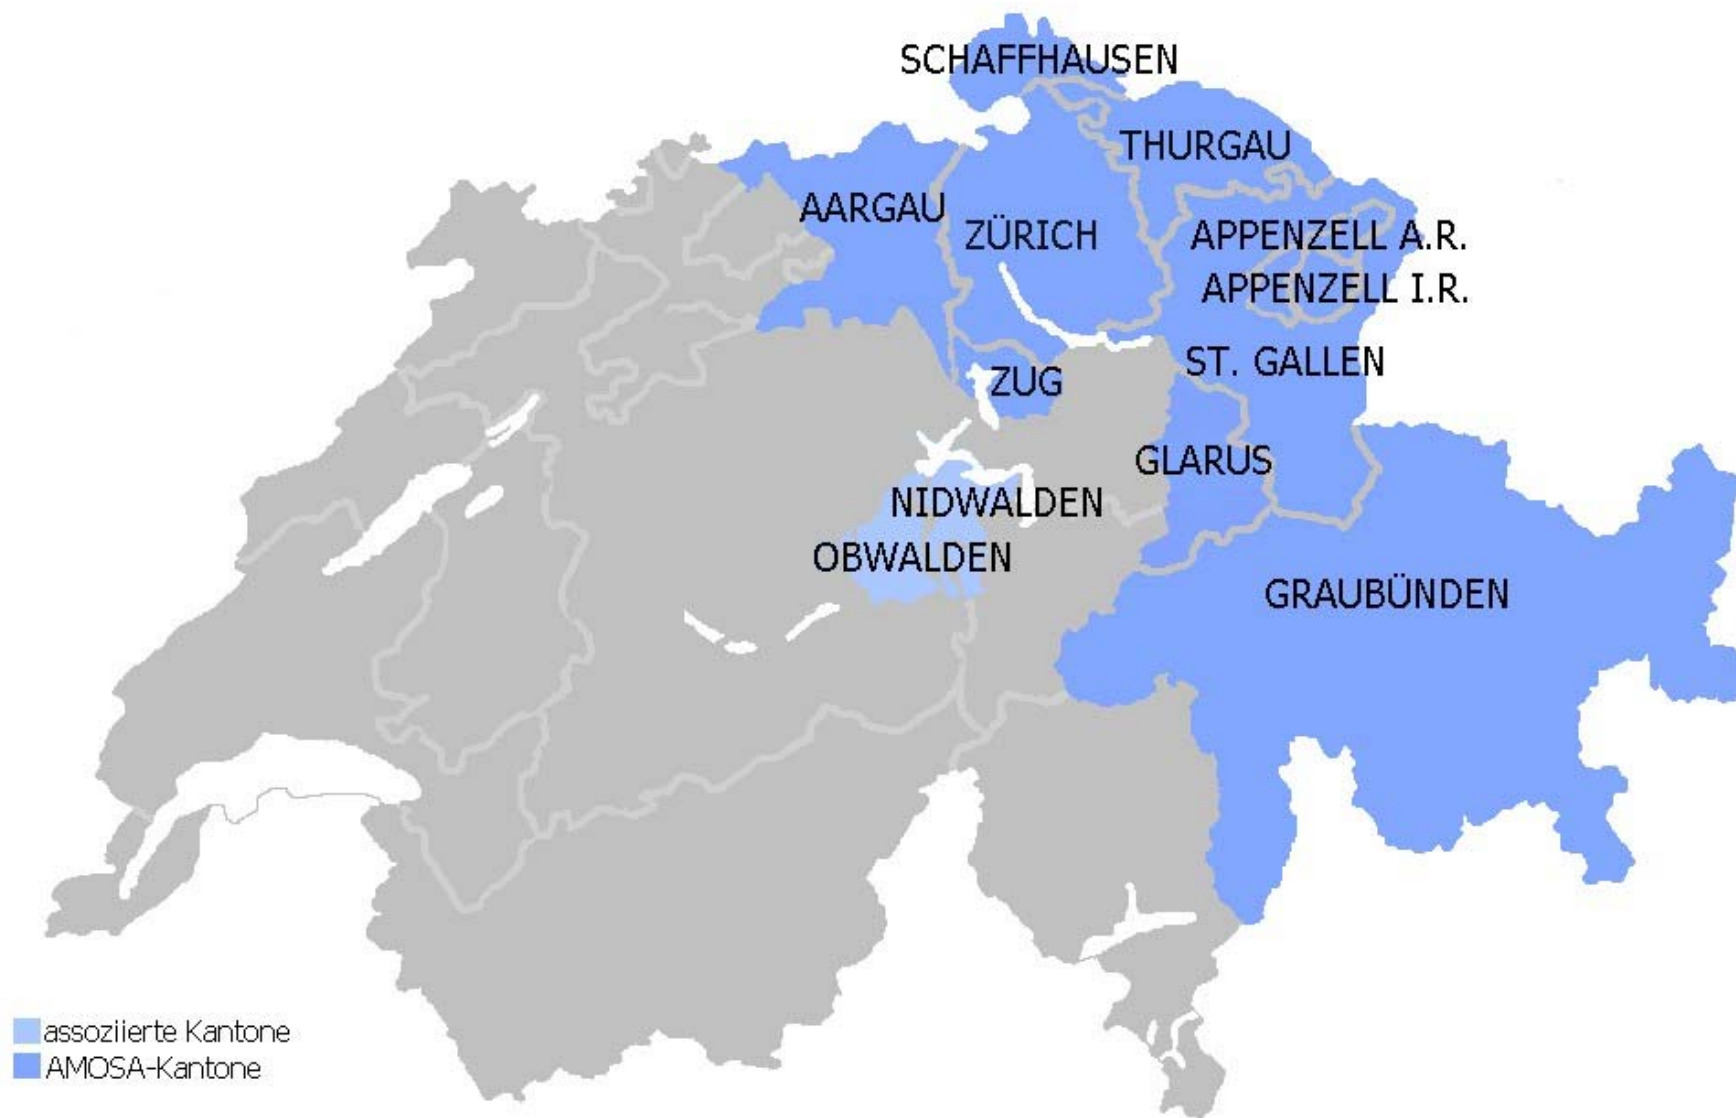 SCHAFFHAUSEN
THURGAU
AARGAU
ZÜRICH
APPENZELL A.R.
APPENZELL I.R.
ST. GALLEN
ZUG
GLARUS
NIDWALDEN
OBWALDEN
GRAUBÜNDEN
assoziierte Kantone
AMOSA-Kantone